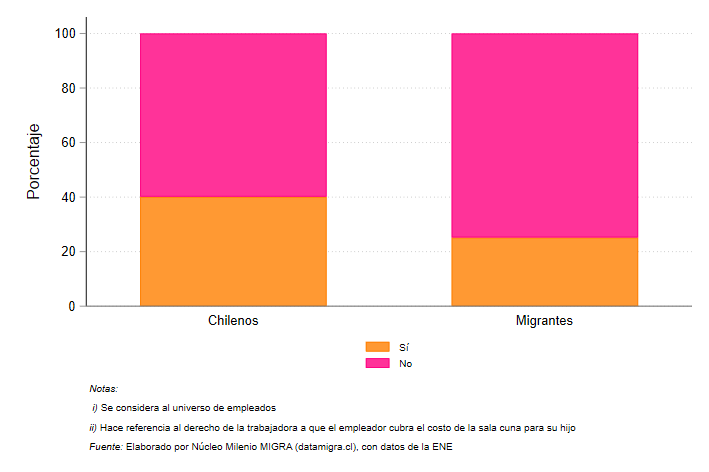 Porcentaje
100
80
60
40
20
0
Chilenos
Migrantes
Sí
No
Notas:
i) Se considera al universo de empleados
ii) Hace referencia al derecho de la trabajadora a que el empleador cubra el costo de la sala cuna para su hijo
Fuente: Elaborado por Núcleo Milenio MIGRA (datamigra.cl), con datos de la ENE